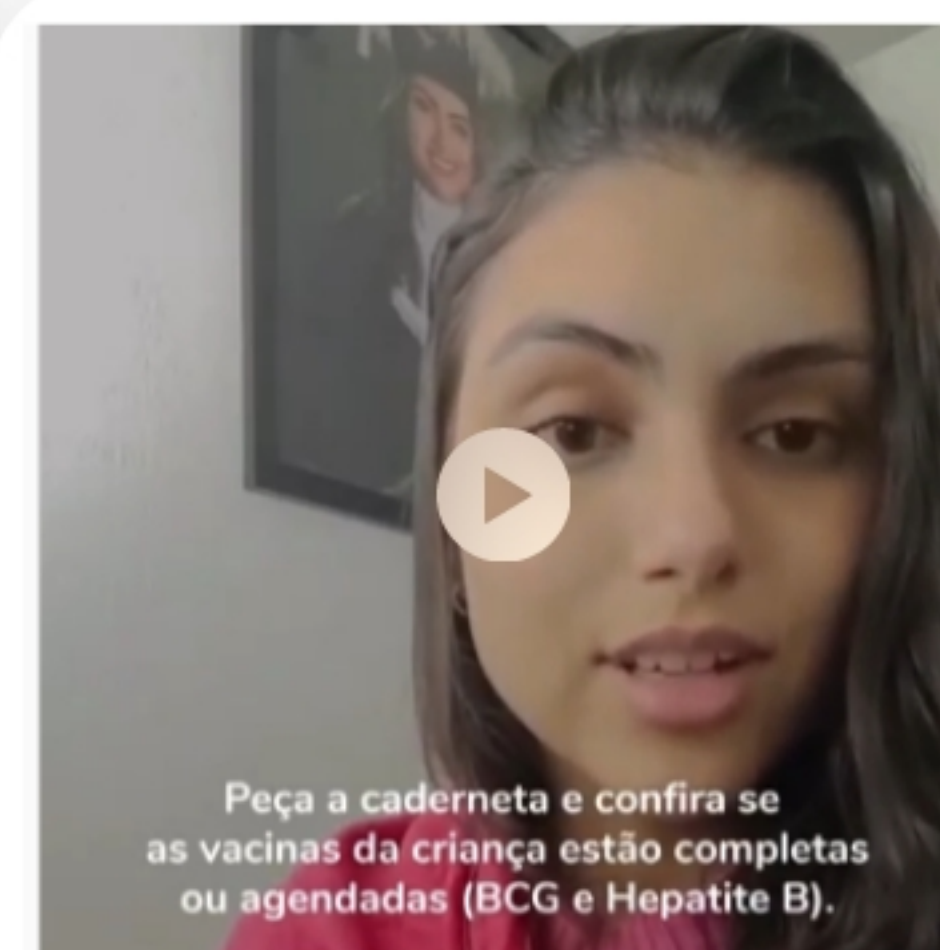 Peça a caderneta e confira se
as vacinas da criança estão completas
ou agendadas (BCG e Hepatite B).